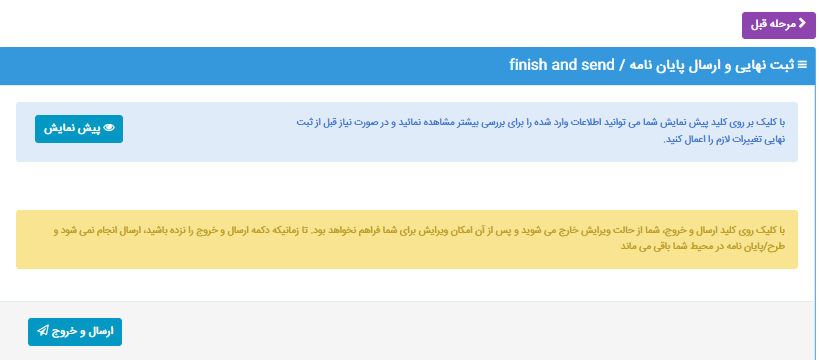 مرحله قبل
ثبت نهایی و ارسال پایان نامه / finish and send
با کلیک بر روی کلید پیش نمایش شما می توانید اطلاعات وارد شده را برای بررسی بیشتر مشاهده نمائید و در صورت نیاز قبل از ثبت
نهایی تغییرات لازم را اعمال کنید.
پیش نمایش
با کلیک روی کلید ارسال و خروج، شما از حالت ویرایش خارج می شوید و پس از آن امکان ویرایش برای شما فراهم نخواهد بود. تا زمانیکه دکمه ارسال و خروج را نزده باشید، ارسال انجام نمی شود و
طرح/پایان نامه در محیط شما باقی می ماند
ارسال و خروج